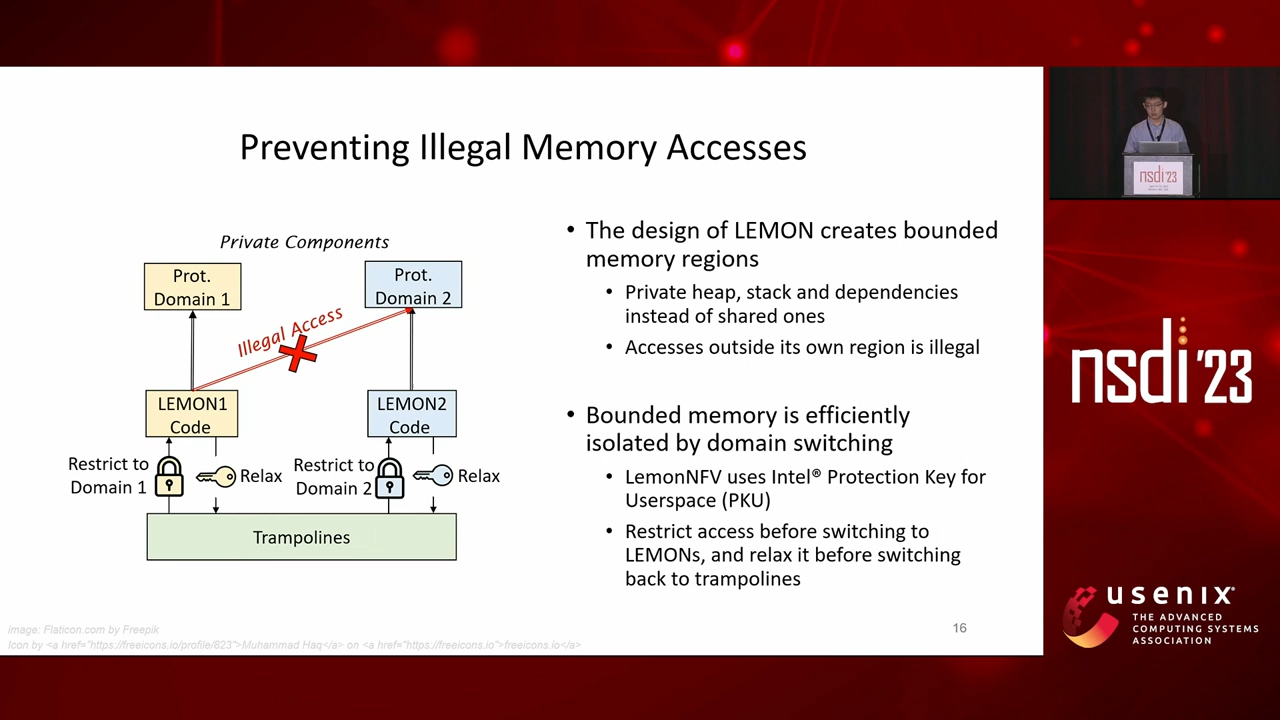 Preventing Illegal Memory Accesses
Private Components
Prot.
Domain 1
Prot.
Domain 2
Illegal Access
LEMON1
Code
LEMON2
Code
Restrict to
Domain 1
Relax
Restrict to
Domain 2
Relax
Trampolines
• The design of LEMON creates bounded
memory regions
• Private heap, stack and dependencies
instead of shared ones
• Accesses outside its own region is illegal
• Bounded memory is efficiently
isolated by domain switching
• LemonNFV uses Intel® Protection Key for
Userspace (PKU)
• Restrict access before switching to
LEMONs, and relax it before switching
back to trampolines
image: Flaticon.com by Freepik
Icon by <a href="https://freeicons.io/profile/823">Muhammad Haq</a> on <a href="https://freeicons.io">freeicons.io</a>
16
nsdi'23
nsdi '23
usenix®
THE ADVANCED
COMPUTING SYSTEMS
ASSOCIATION